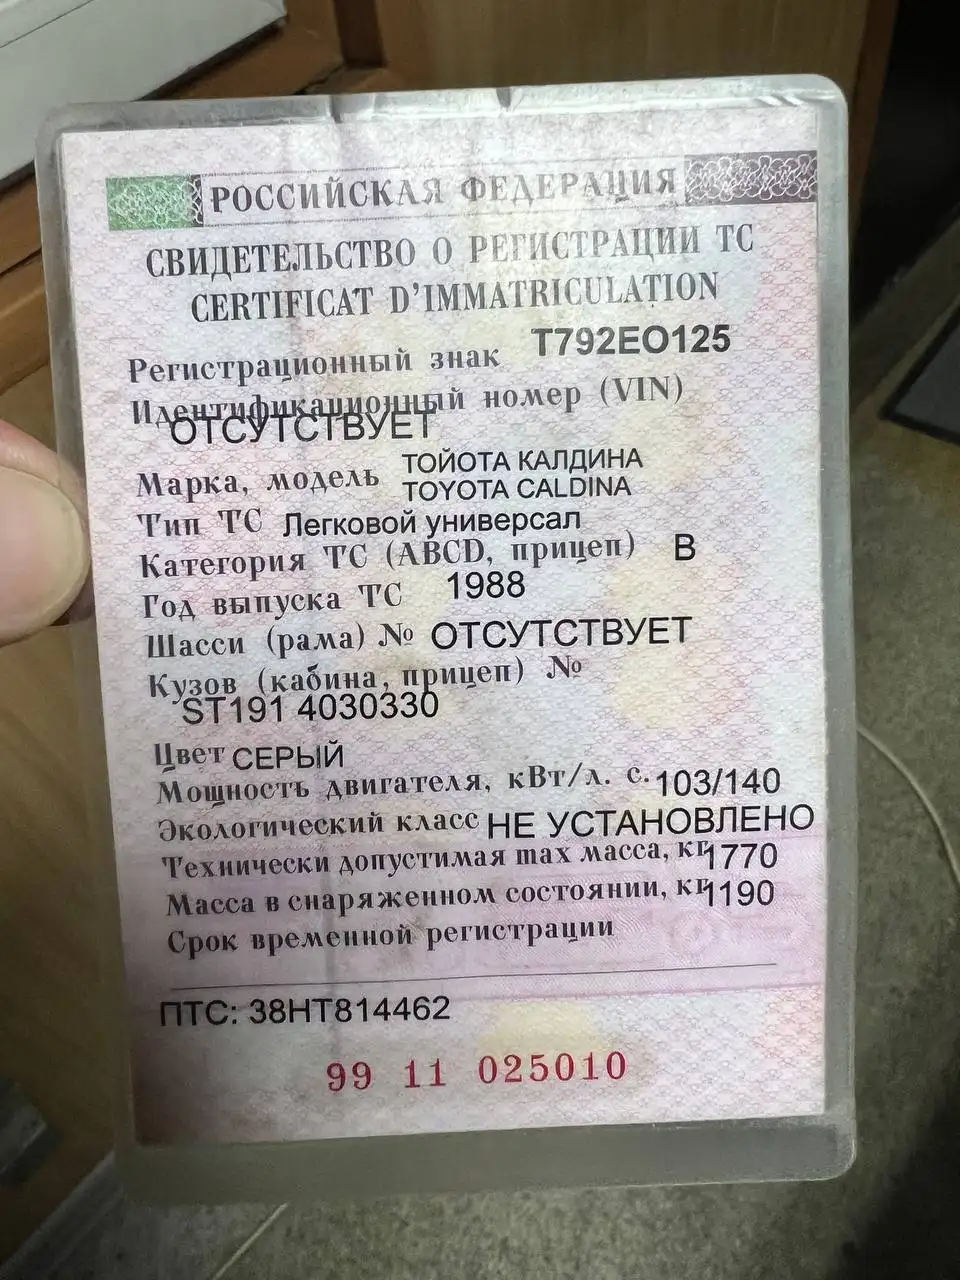 РОССИЙСКАЯ ФЕДЕРАЦИЯ
СВИДЕТЕЛЬСТВО О РЕГИСТРАЦИИ ТС
CERTIFICAT D'IMMATRICULATION
Регистрационный знак Т792ЕО125
Идентификационный номер (VIN)
ОТСУТСТВУЕТ
Марка, модель ТОЙОТА КАЛДИНА
TOYOTA CALDINA
Тип ТС Легковой универсал
Категория ТС (ABCD, прицеп) B
Год выпуска ТС 1988
Шасси (рама) № ОТСУТСТВУЕТ
Кузов (кабина, прицеп) №
ST191 4030330
Цвет СЕРЫЙ
Мощность двигателя, кВт/л. с. 103/140
Экологический класс НЕ УСТАНОВЛЕНО
Технически допустимая max масса, кг 1770
Масса в снаряженном состоянии, кг 1190
Срок временной регистрации
ПТС: 38НТ814462
99 11 025010